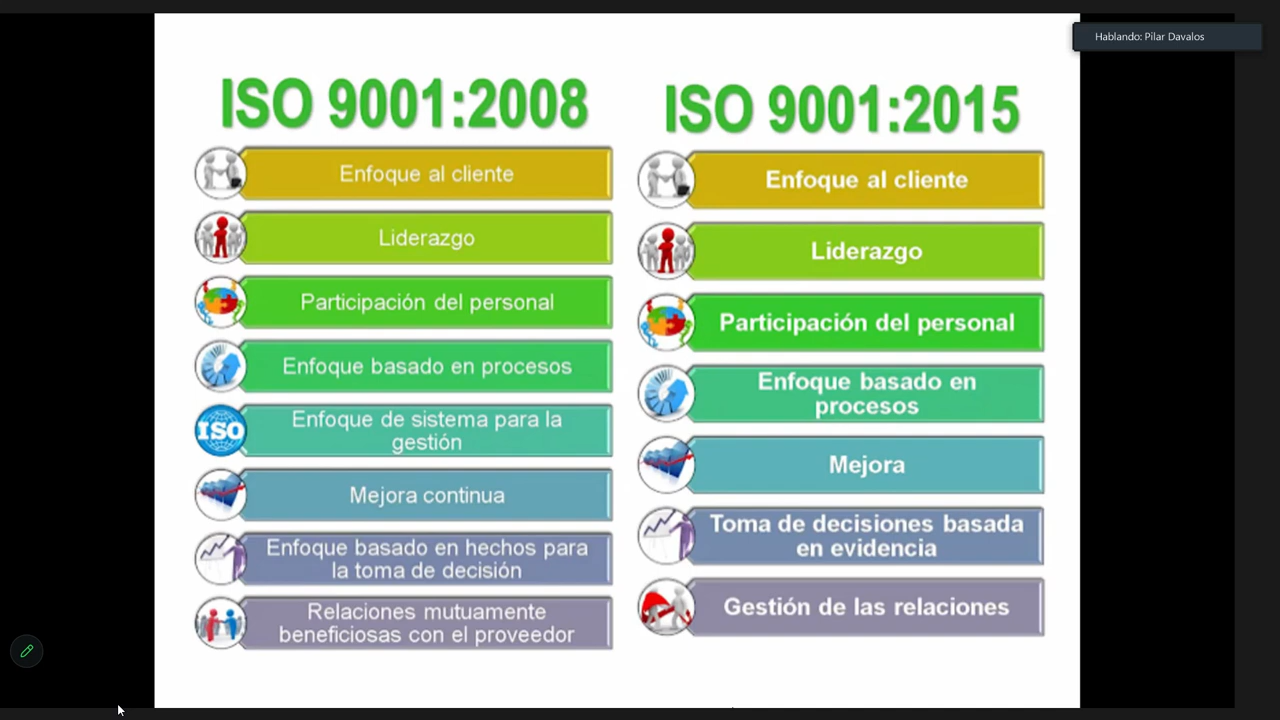 Hablando: Pilar Davalos
ISO 9001:2008
Enfoque al cliente
Liderazgo
Participación del personal
Enfoque basado en procesos
ISO
Enfoque de sistema para la
gestión
Mejora continua
Enfoque basado en hechos para
la toma de decisión
Relaciones mutuamente
beneficiosas con el proveedor
ISO 9001:2015
Enfoque al cliente
Liderazgo
Participación del personal
Enfoque basado en
procesos
Mejora
Toma de decisiones basada
en evidencia
Gestión de las relaciones